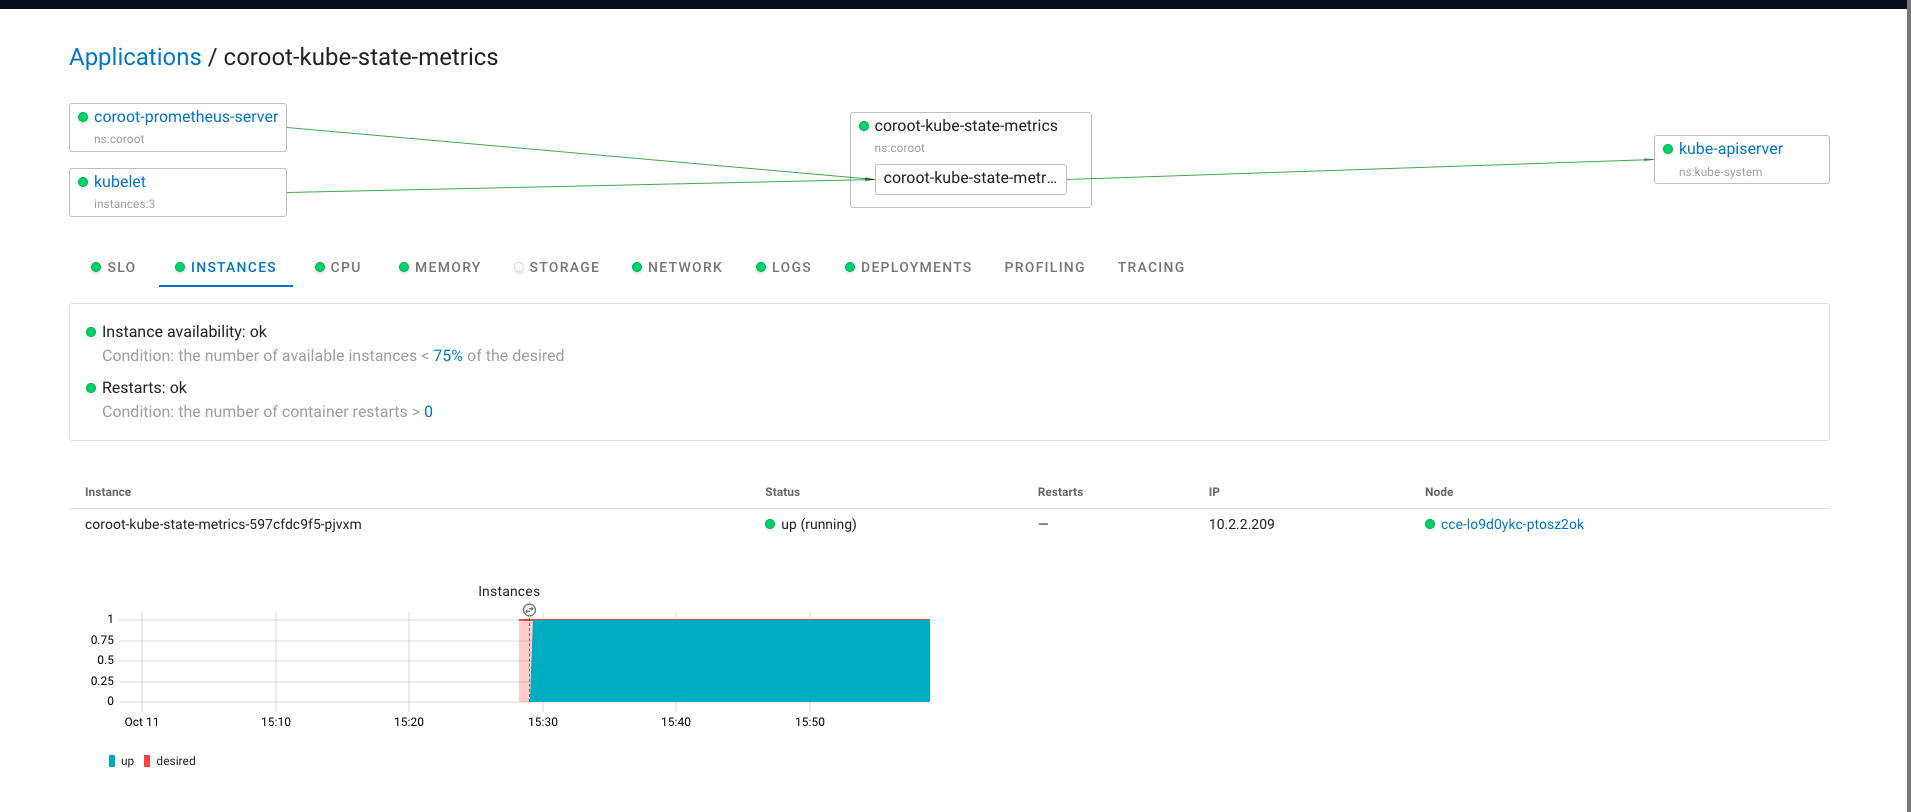 Applications / coroot-kube-state-metrics
coroot-prometheus-server
ns:coroot
kubelet
instances:3
coroot-kube-state-metrics
ns:coroot
coroot-kube-state-metr...
kube-apiserver
ns:kube-system
SLO INSTANCES CPU MEMORY STORAGE NETWORK LOGS DEPLOYMENTS PROFILING TRACING
Instance availability: ok
Condition: the number of available instances < 75% of the desired
Restarts: ok
Condition: the number of container restarts > 0
Instance Status Restarts IP Node
coroot-kube-state-metrics-597cfdc9f5-pjvxm up (running) — 10.2.2.209 cce-lo9d0ykc-ptosz2ok
Instances
1
0.75
0.5
0.25
0
Oct 11 15:10 15:20 15:30 15:40 15:50
up desired